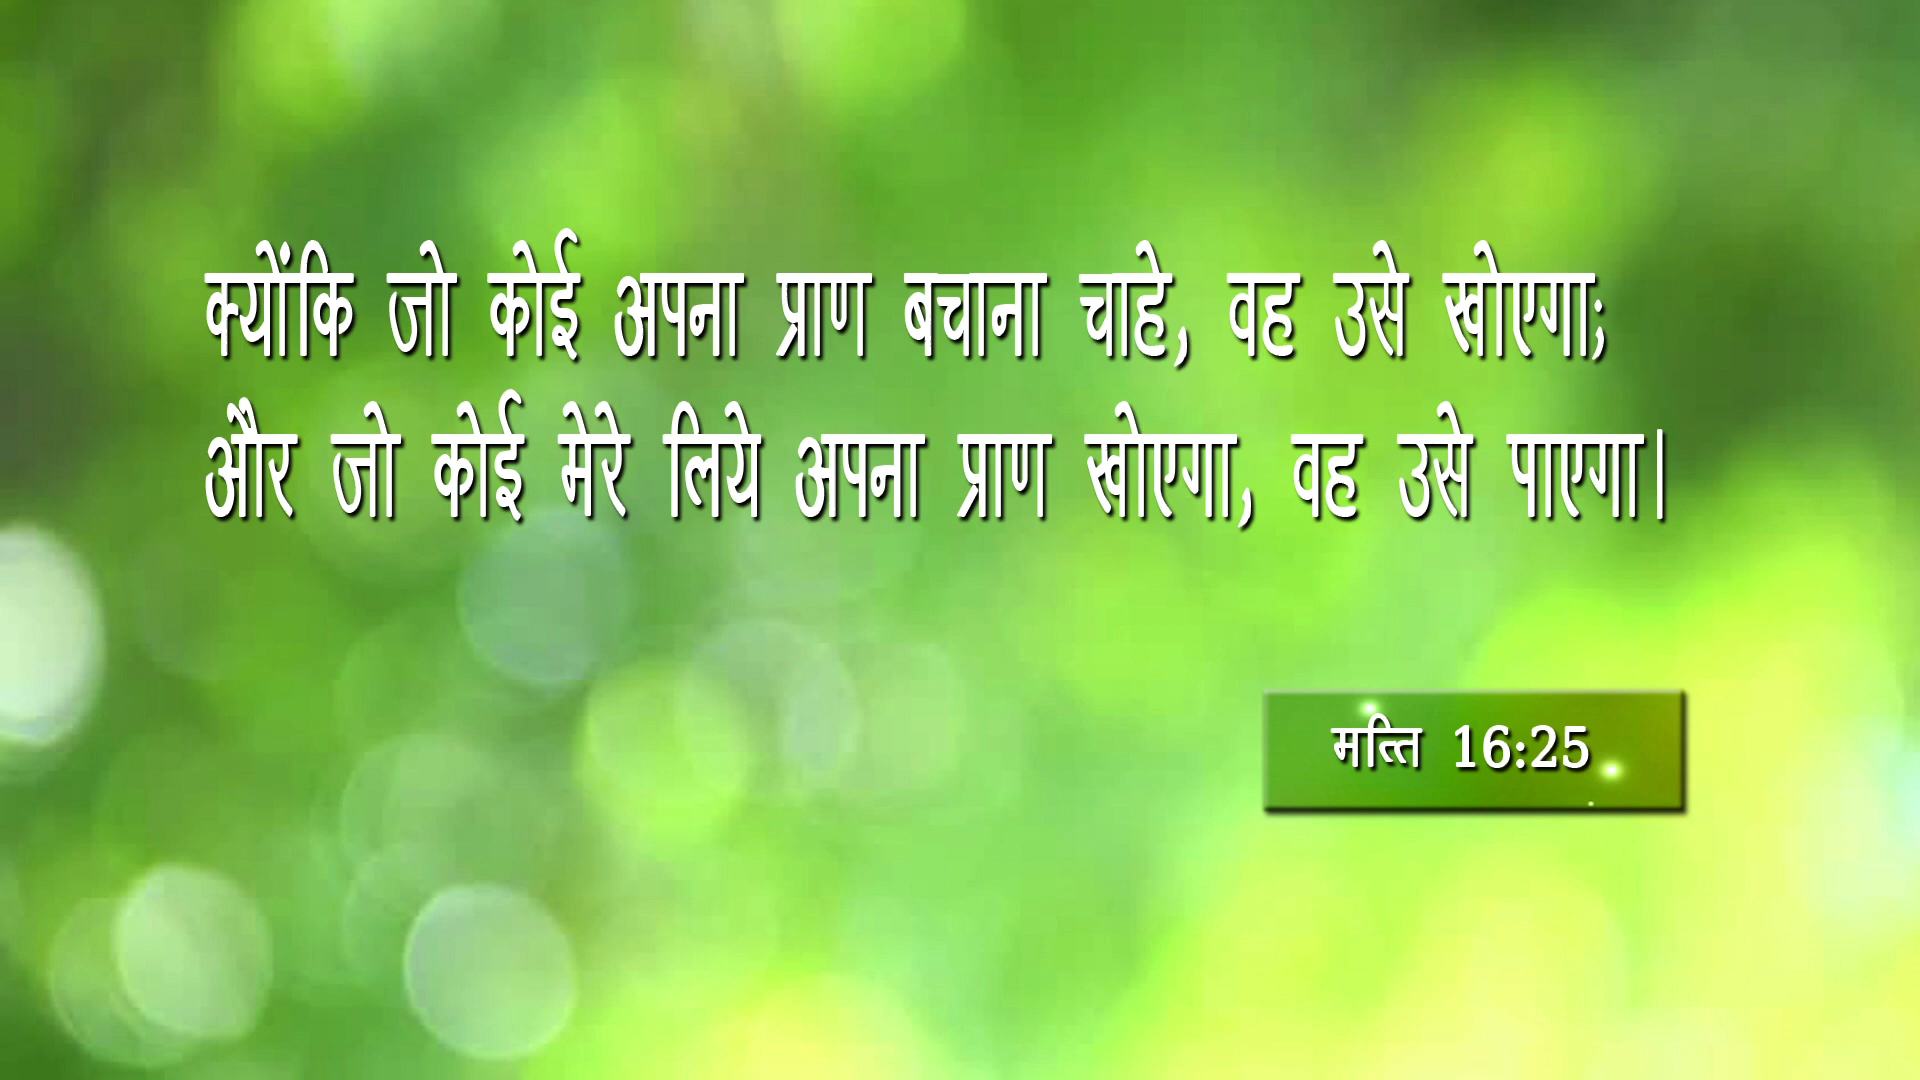 क्योंकि जो कोई अपना प्राण बचाना चाहे, वह उसे खोएगा;
और जो कोई मेरे लिये अपना प्राण खोएगा, वह उसे पाएगा।
मत्ति 16:25